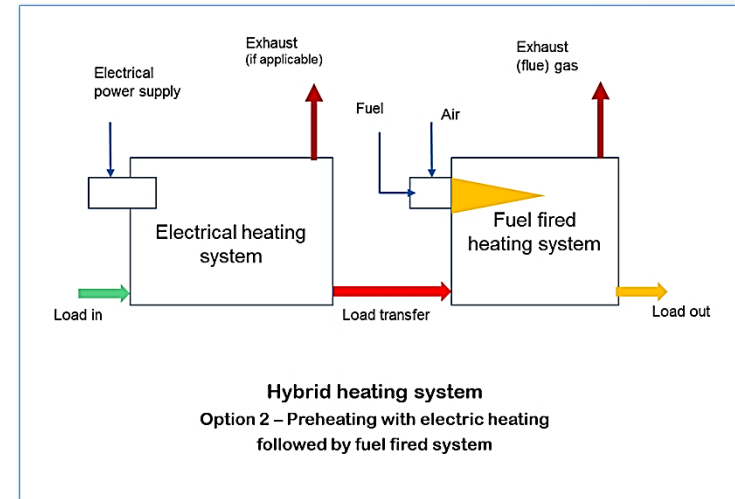 Electrical
power supply
Exhaust
(if applicable)
Exhaust
(flue) gas
Fuel
Air
Electrical heating
system
Fuel fired
heating system
Load in
Load transfer
Load out
Hybrid heating system
Option 2 – Preheating with electric heating
followed by fuel fired system